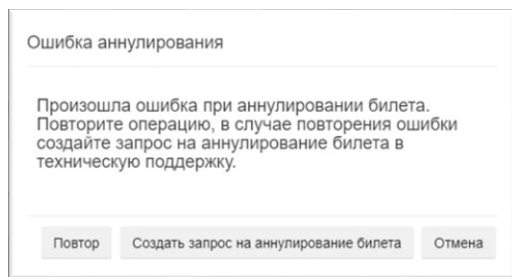 Ошибка аннулирования
Произошла ошибка при аннулировании билета.
Повторите операцию, в случае повторения ошибки
создайте запрос на аннулирование билета в
техническую поддержку.
Повтор Создать запрос на аннулирование билета Отмена